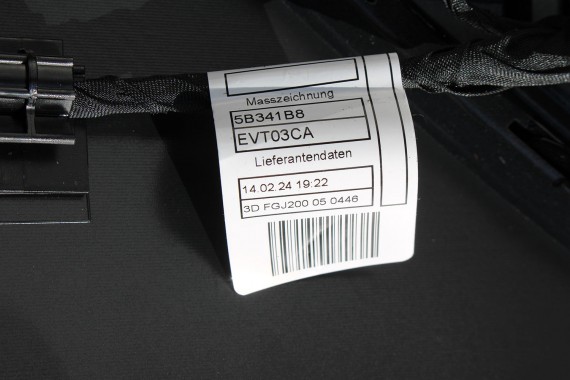 Masszeichnung
5B341B8
EVT03CA
Lieferantendaten
14.02.24 19:22
3D FGJ200 05 0446